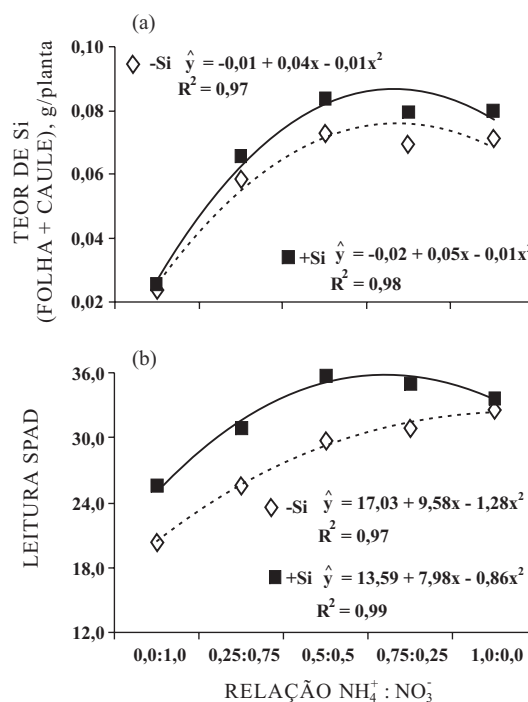 (a)
TEOR DE Si
(FOLHA + CAULE), g/planta
0,10
0,08
0,06
0,04
0,02
-Si ŷ = -0,01 + 0,04x - 0,01x²
R² = 0,97
+Si ŷ = -0,02 + 0,05x - 0,01x²
R² = 0,98
(b)
LEITURA SPAD
36,0
30,0
24,0
18,0
12,0
-Si ŷ = 17,03 + 9,58x - 1,28x²
R² = 0,97
+Si ŷ = 13,59 + 7,98x - 0,86x²
R² = 0,99
0,0:1,0 0,25:0,75 0,5:0,5 0,75:0,25 1,0:0,0
RELAÇÃO NH₄⁺ : NO₃⁻